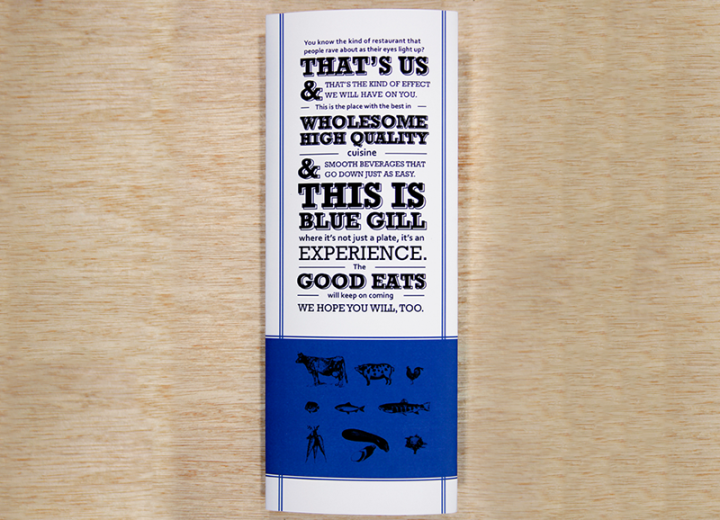 You know the kind of restaurant that
people rave about as their eyes light up?
THAT'S US
& THAT'S THE KIND OF EFFECT
WE WILL HAVE ON YOU.
This is the place with the best in
WHOLESOME
HIGH QUALITY
cuisine
& SMOOTH BEVERAGES THAT
GO DOWN JUST AS EASY.
THIS IS
BLUE GILL
where it's not just a plate, it's an
EXPERIENCE.
The
GOOD EATS
will keep on coming
WE HOPE YOU WILL, TOO.